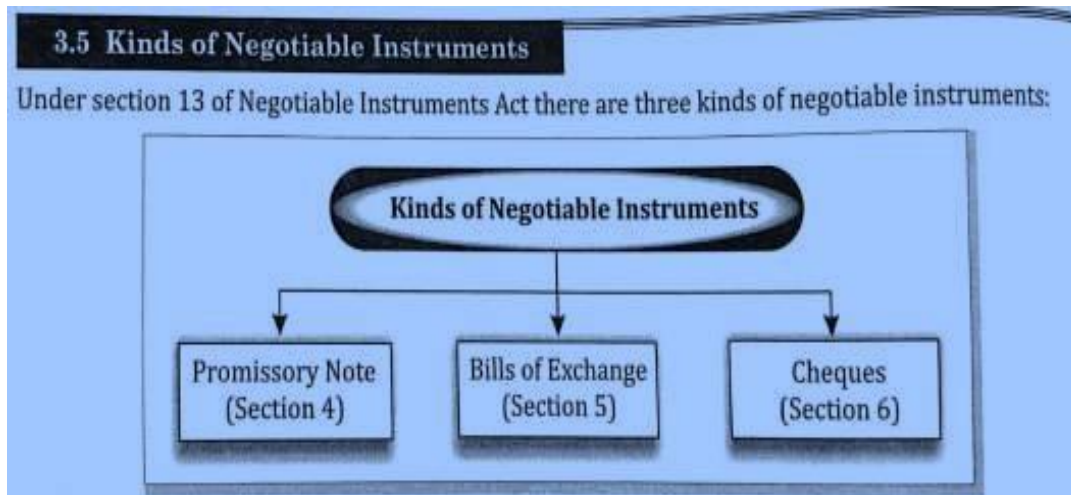 3.5 Kinds of Negotiable Instruments
Under section 13 of Negotiable Instruments Act there are three kinds of negotiable instruments:
Kinds of Negotiable Instruments
Promissory Note
(Section 4)
Bills of Exchange
(Section 5)
Cheques
(Section 6)